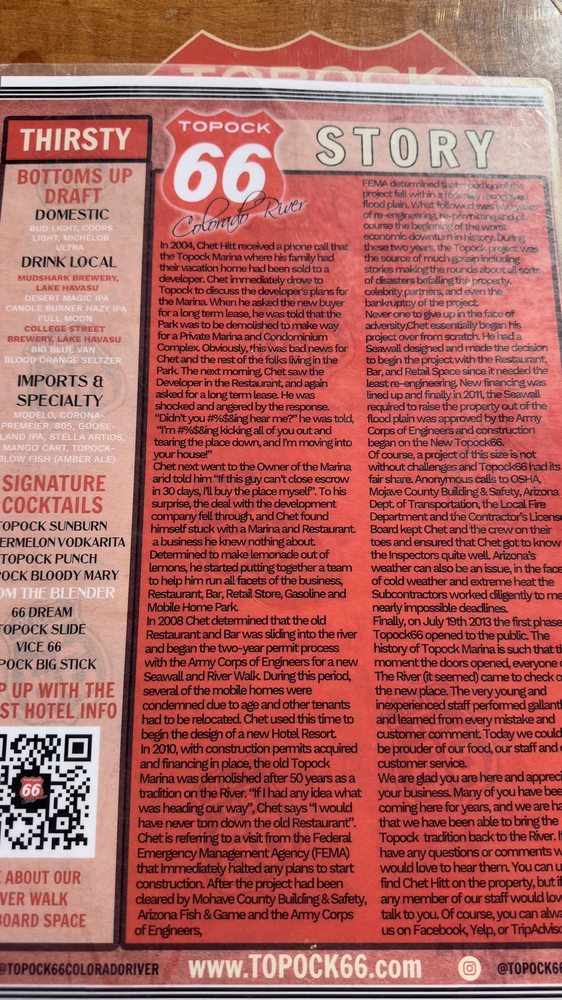 TOPOCK
THIRSTY
BOTTOMS UP
DRAFT
DOMESTIC
BUD LIGHT, COORS
LIGHT, MICHELOB
ULTRA
DRINK LOCAL
MUDSHARK BREWERY,
LAKE HAVASU
DESERT MAGIC IPA
CANDLE BURNER HAZY IPA
FULL MOON
COLLEGE STREET
BREWERY, LAKE HAVASU
BIG BLUE VAN
BLOOD ORANGE SELTZER
IMPORTS &
SPECIALTY
MODELO, CORONA-
PREMEIER, 805, GOOSE-
LAND IPA, STELLA ARTIOS,
MANGO CART, TOPOCK-
BLOW FISH (AMBER ALE)
SIGNATURE
COCKTAILS
TOPOCK SUNBURN
ERMELON VODKARITA
TOPOCK PUNCH
POCK BLOODY MARY
OM THE BLENDER
66 DREAM
TOPOCK SLIDE
VICE 66
POCK BIG STICK
P UP WITH THE
ST HOTEL INFO
TOPOCK
66
ABOUT OUR
VER WALK
BOARD SPACE
TOPOCK
66
Colorado River
STORY
In 2004, Chet Hitt received a phone call that
the Topock Marina where his family had
their vacation home had been sold to a
developer. Chet immediately drove to
Topock to discuss the developer's plans for
the Marina. When he asked the new buyer
for a long term lease, he was told that the
Park was to be demolished to make way
for a Private Marina and Condominium
Complex. Obviously, this was bad news for
Chet and the rest of the folks living in the
Park. The next morning, Chet saw the
Developer in the Restaurant, and again
asked for a long term lease. He was
shocked and angered by the response.
"Didn't you #%$&ing hear me?" he was told,
"I'm #%$&ing kicking all of you out and
tearing the place down, and I'm moving into
your house!"
Chet next went to the Owner of the Marina
and told him "If this guy can't close escrow
in 30 days, I'll buy the place myself". To his
surprise, the deal with the development
company fell through, and Chet found
himself stuck with a Marina and Restaurant.
a business he knew nothing about.
Determined to make lemonade out of
lemons, he started putting together a team
to help him run all facets of the business,
Restaurant, Bar, Retail Store, Gasoline and
Mobile Home Park.
In 2008 Chet determined that the old
Restaurant and Bar was sliding into the river
and began the two-year permit process
with the Army Corps of Engineers for a new
Seawall and River Walk. During this period,
several of the mobile homes were
condemned due to age and other tenants
had to be relocated. Chet used this time to
begin the design of a new Hotel Resort.
In 2010, with construction permits acquired
and financing in place, the old Topock
Marina was demolished after 50 years as a
tradition on the River. "If I had any idea what
was heading our way", Chet says "I would
have never torn down the old Restaurant".
Chet is referring to a visit from the Federal
Emergency Management Agency (FEMA)
that Immediately halted any plans to start
construction. After the project had been
cleared by Mohave County Building & Safety,
Arizona Fish & Game and the Army Corps
of Engineers,
FEMA determined that a portion of the
project fell within a federally recognized
flood plain. What followed was two years
of re-engineering, re-permitting and of
course the beginning of the worst
economic downturn in history. During
these two years, the Topock project was
the source of much gossip including
stories making the rounds about all sorts
of disasters befalling the property,
celebrity partners, and even the
bankruptcy of the project.
Never one to give up in the face of
adversity,Chet essentially began his
project over from scratch. He had a
Seawall designed and made the decision
to begin the project with the Restaurant,
Bar, and Retail Space since it needed the
least re-engineering. New financing was
lined up and finally in 2011, the Seawall
required to raise the property out of the
flood plain was approved by the Army
Corps of Engineers and construction
began on the New Topock66.
Of course, a project of this size is not
without challenges and Topock66 had its
fair share. Anonymous calls to OSHA,
Mojave County Building & Safety, Arizona
Dept. of Transportation, the Local Fire
Department and the Contractor's License
Board kept Chet and the crew on their
toes and ensured that Chet got to know
the Inspectors quite well. Arizona's
weather can also be an issue, in the face
of cold weather and extreme heat the
Subcontractors worked diligently to me
nearly impossible deadlines.
Finally, on July 19th 2013 the first phase
Topock66 opened to the public. The
history of Topock Marina is such that th
moment the doors opened, everyone o
The River (it seemed) came to check o
the new place. The very young and
inexperienced staff performed gallant
and learned from every mistake and
customer comment. Today we could
be prouder of our food, our staff and
customer service.
We are glad you are here and appreci
your business. Many of you have bee
coming here for years, and we are ha
that we have been able to bring the
Topock tradition back to the River. If
have any questions or comments w
would love to hear them. You can u
find Chet Hitt on the property, but if
any member of our staff would lov
talk to you. Of course, you can alwa
us on Facebook, Yelp, or TripAdviso
@TOPOCK66COLORADORIVER
www.TOPOCK66.com
@TOPOCK